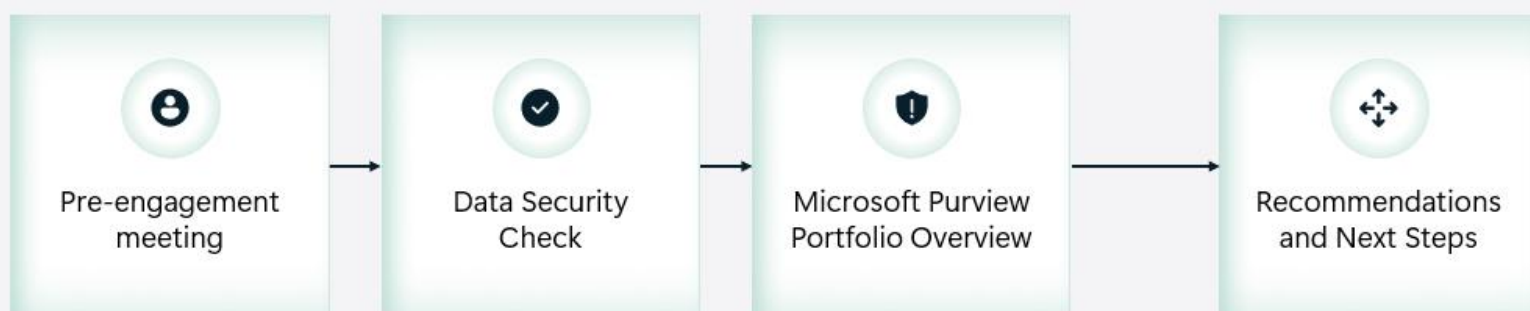 Pre-engagement
meeting
Data Security
Check
Microsoft Purview
Portfolio Overview
Recommendations
and Next Steps